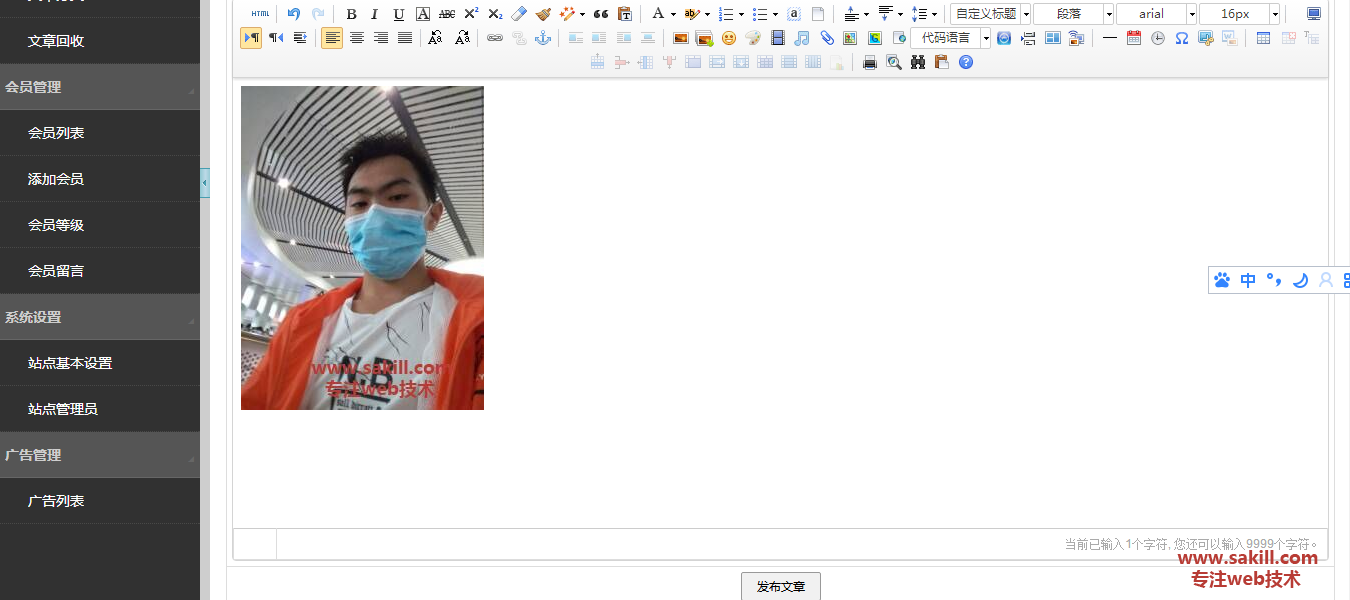 文章回收
会员管理
会员列表
添加会员
会员等级
会员留言
系统设置
站点基本设置
站点管理员
广告管理
广告列表
HTML
B I U A ABC X² X₂
自定义标题
段落
arial
16px
代码语言
中
www.sakill.com
专注web技术
当前已输入1个字符, 您还可以输入9999个字符。
www.sakill.com
专注web技术
发布文章